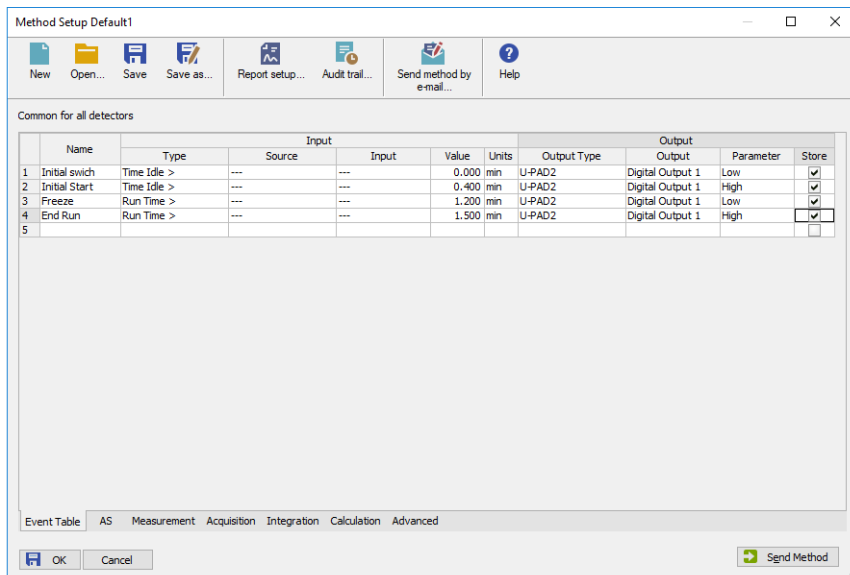 Method Setup Default1
New Open... Save Save as... Report setup... Audit trail... Send method by e-mail... Help
Common for all detectors
Name Input Output
Type Source Input Value Units Output Type Output Parameter Store
1 Initial swich Time Idle > --- --- 0.000 min U-PAD2 Digital Output 1 Low
2 Initial Start Time Idle > --- --- 0.400 min U-PAD2 Digital Output 1 High
3 Freeze Run Time > --- --- 1.200 min U-PAD2 Digital Output 1 Low
4 End Run Run Time > --- --- 1.500 min U-PAD2 Digital Output 1 High
5
Event Table AS Measurement Acquisition Integration Calculation Advanced
OK Cancel Send Method